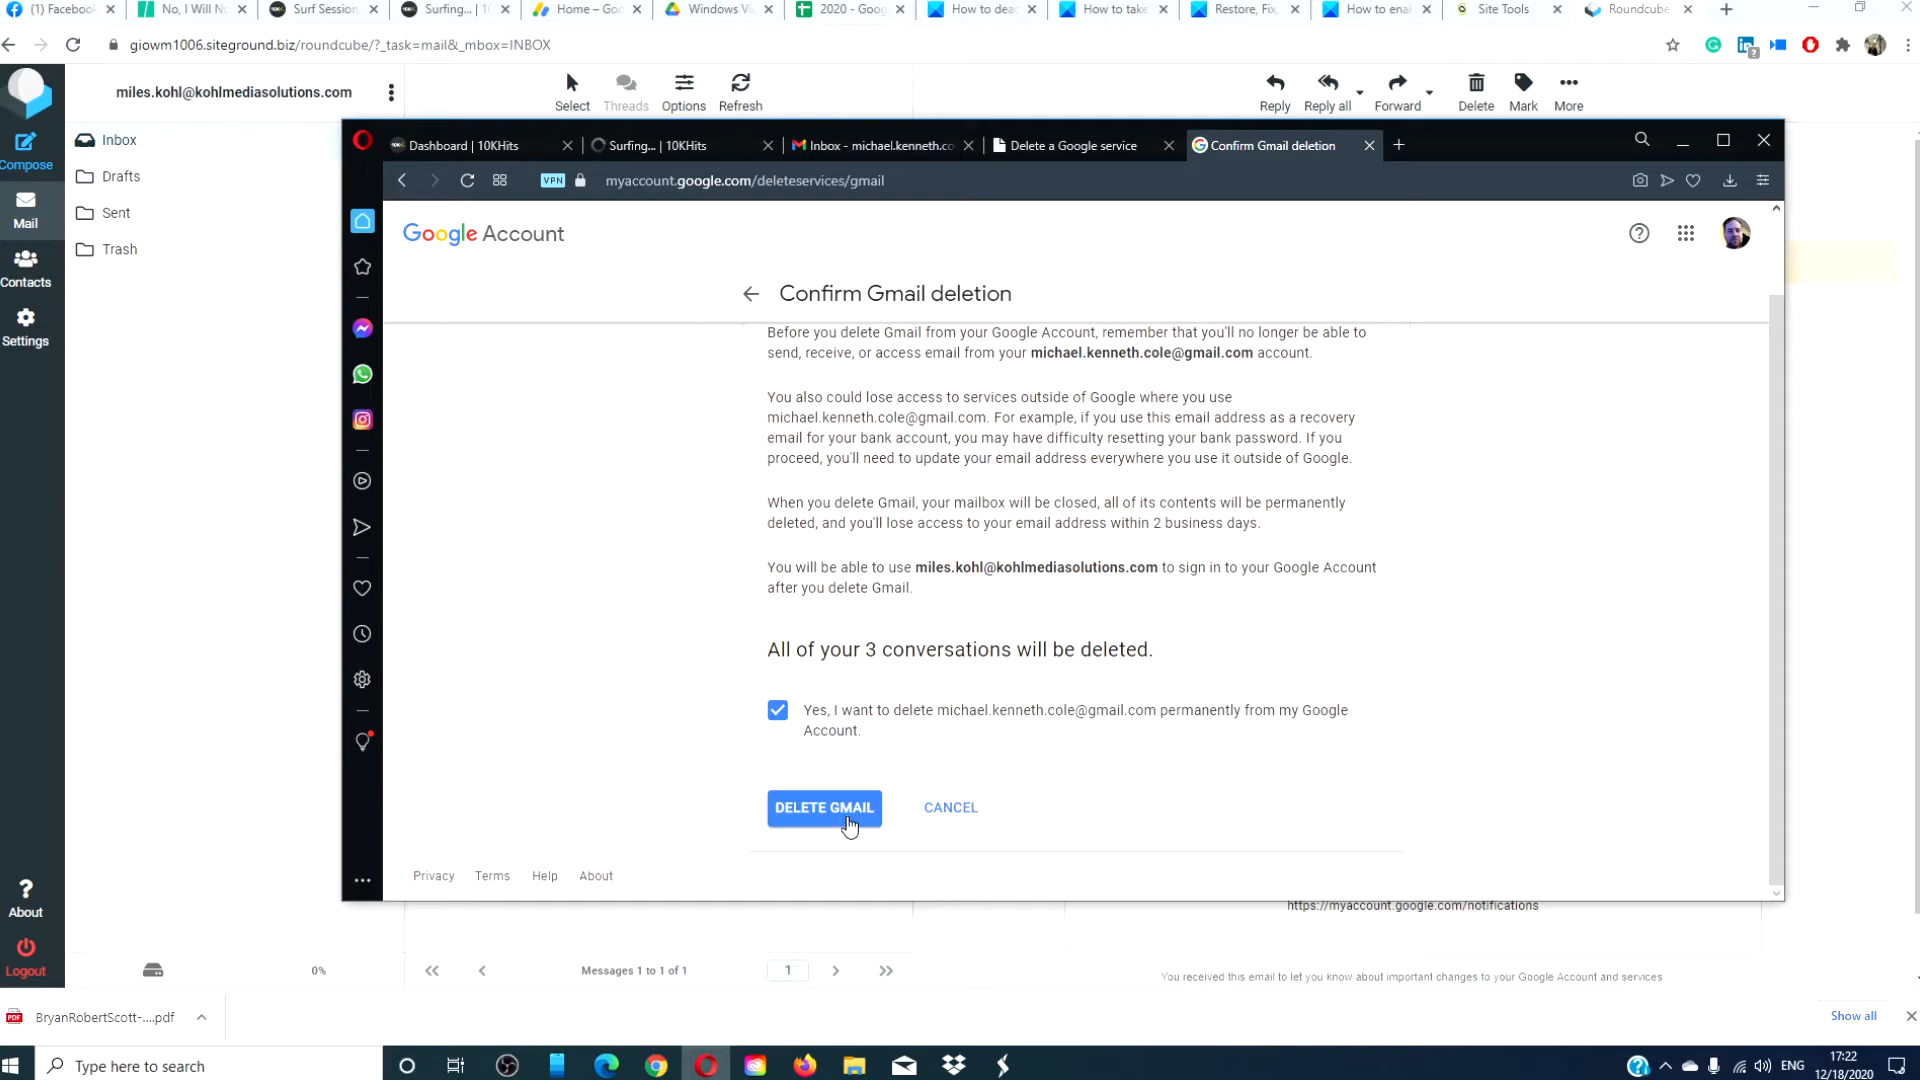 (1) Faceboo
No, I Will No
Surf Session
Surfing... | 10
Home – Goo
Windows Vi
2020 - Goog
How to deac
How to take
Restore, Fix,
How to enab
Site Tools
Roundcube
giowm1006.siteground.biz/roundcube/?_task=mail&_mbox=INBOX
miles.kohl@kohlmediasolutions.com
Select
Threads
Options
Refresh
Reply
Reply all
Forward
Delete
Mark
More
Compose
Mail
Contacts
Settings
About
Logout
Inbox
Drafts
Sent
Trash
Dashboard | 10KHits
Surfing... | 10KHits
Inbox - michael.kenneth.co
Delete a Google service
Confirm Gmail deletion
VPN
myaccount.google.com/deleteservices/gmail
Google Account
Confirm Gmail deletion
Before you delete Gmail from your Google Account, remember that you'll no longer be able to
send, receive, or access email from your michael.kenneth.cole@gmail.com account.
You also could lose access to services outside of Google where you use
michael.kenneth.cole@gmail.com. For example, if you use this email address as a recovery
email for your bank account, you may have difficulty resetting your bank password. If you
proceed, you'll need to update your email address everywhere you use it outside of Google.
When you delete Gmail, your mailbox will be closed, all of its contents will be permanently
deleted, and you'll lose access to your email address within 2 business days.
You will be able to use miles.kohl@kohlmediasolutions.com to sign in to your Google Account
after you delete Gmail.
All of your 3 conversations will be deleted.
Yes, I want to delete michael.kenneth.cole@gmail.com permanently from my Google
Account.
DELETE GMAIL
CANCEL
Privacy
Terms
Help
About
https://myaccount.google.com/notifications
0%
Messages 1 to 1 of 1
1
You received this email to let you know about important changes to your Google Account and services
PDF
BryanRobertScott-....pdf
Show all
Type here to search
ENG
17:22
12/18/2020